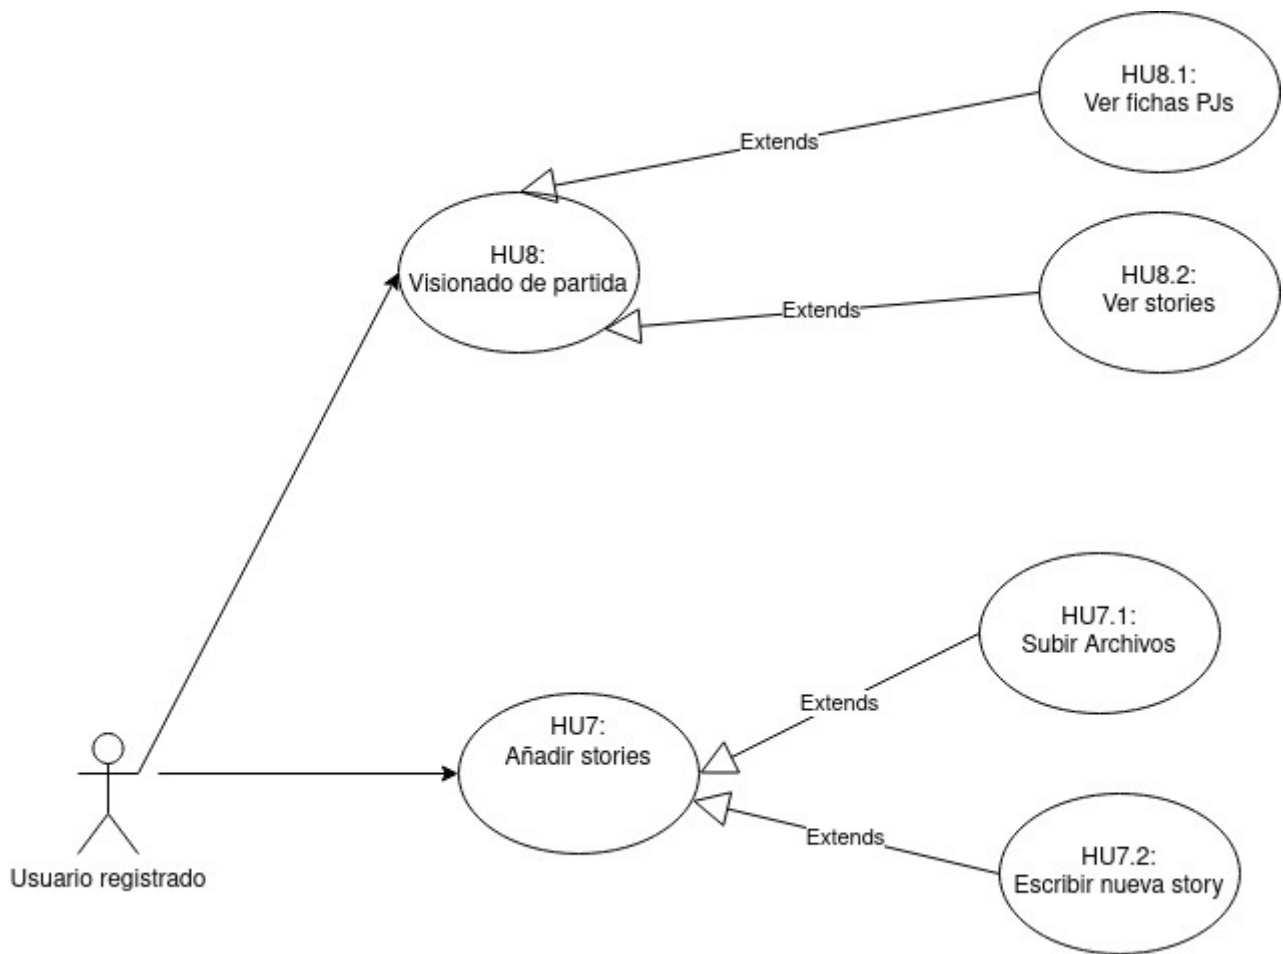 HU8.1:
Ver fichas PJs
Extends
HU8:
Visionado de partida
HU8.2:
Ver stories
Extends
HU7.1:
Subir Archivos
Extends
HU7:
Añadir stories
Extends
HU7.2:
Escribir nueva story
Usuario registrado